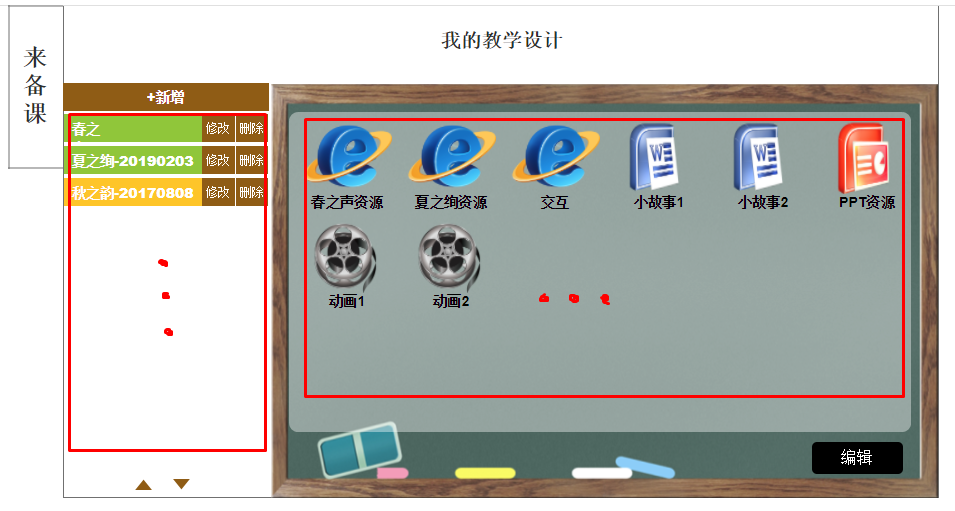 来
备
课
我的教学设计
+新增
春之 修改 删除
夏之绚-20190203 修改 删除
秋之韵-20170808 修改 删除
春之声资源 夏之绚资源 交互 小故事1 小故事2 PPT资源
动画1 动画2
编辑